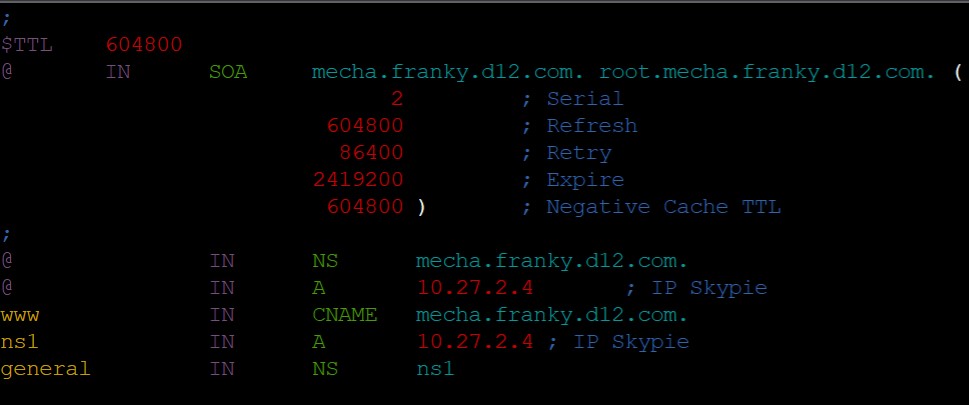 ;
$TTL 604800
@ IN SOA mecha.franky.d12.com. root.mecha.franky.d12.com. (
2 ; Serial
604800 ; Refresh
86400 ; Retry
2419200 ; Expire
604800 ) ; Negative Cache TTL
;
@ IN NS mecha.franky.d12.com.
@ IN A 10.27.2.4 ; IP Skypie
www IN CNAME mecha.franky.d12.com.
ns1 IN A 10.27.2.4 ; IP Skypie
general IN NS ns1